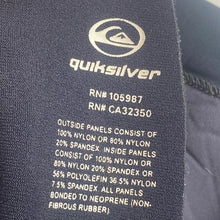 quiksilver
RN# 105987
RN# CA32350
OUTSIDE PANELS CONSIST OF
100% NYLON OR 80% NYLON
20% SPANDEX. INSIDE PANELS
CONSIST OF 100% NYLON OR
80% NYLON 20% SPANDEX OR
56% POLYOLEFIN 36.5% NYLON
7.5% SPANDEX. ALL PANELS
BONDED TO NEOPRENE (NON-
FIBROUS RUBBER)